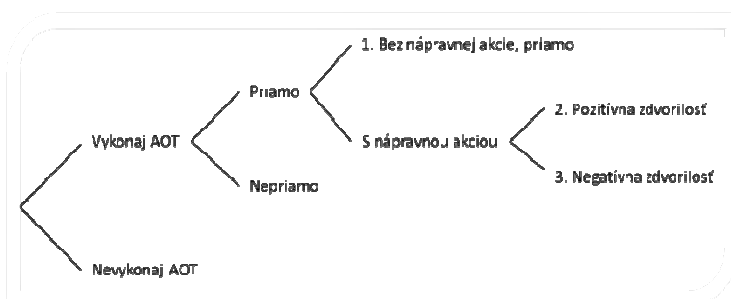 1. Bez nápravnej akcie, priamo
Priamo
2. Pozitívna zdvorilosť
Vykonaj AOT
S nápravnou akciou
3. Negatívna zdvorilosť
Nepriamo
Nevykonaj AOT